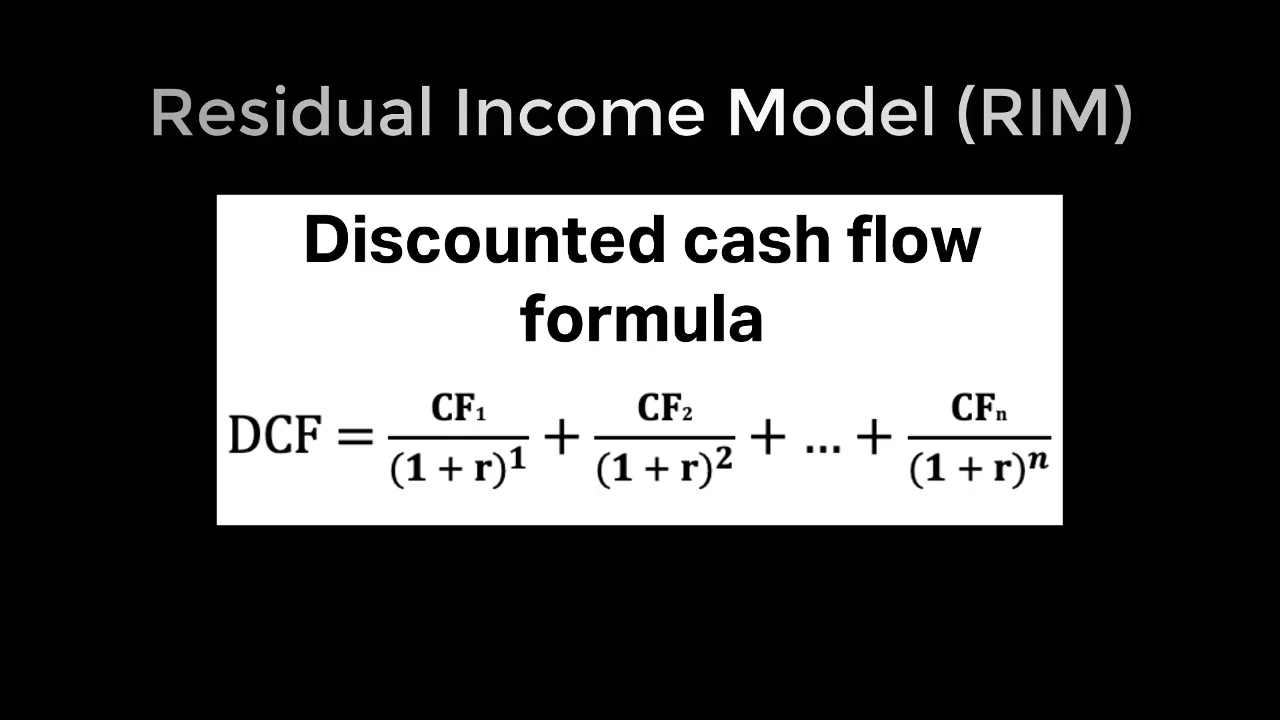 Residual Income Model (RIM)
Discounted cash flow
formula
DCF = CF₁/(1 + r)¹ + CF₂/(1 + r)² + ... + CFₙ/(1 + r)ⁿ